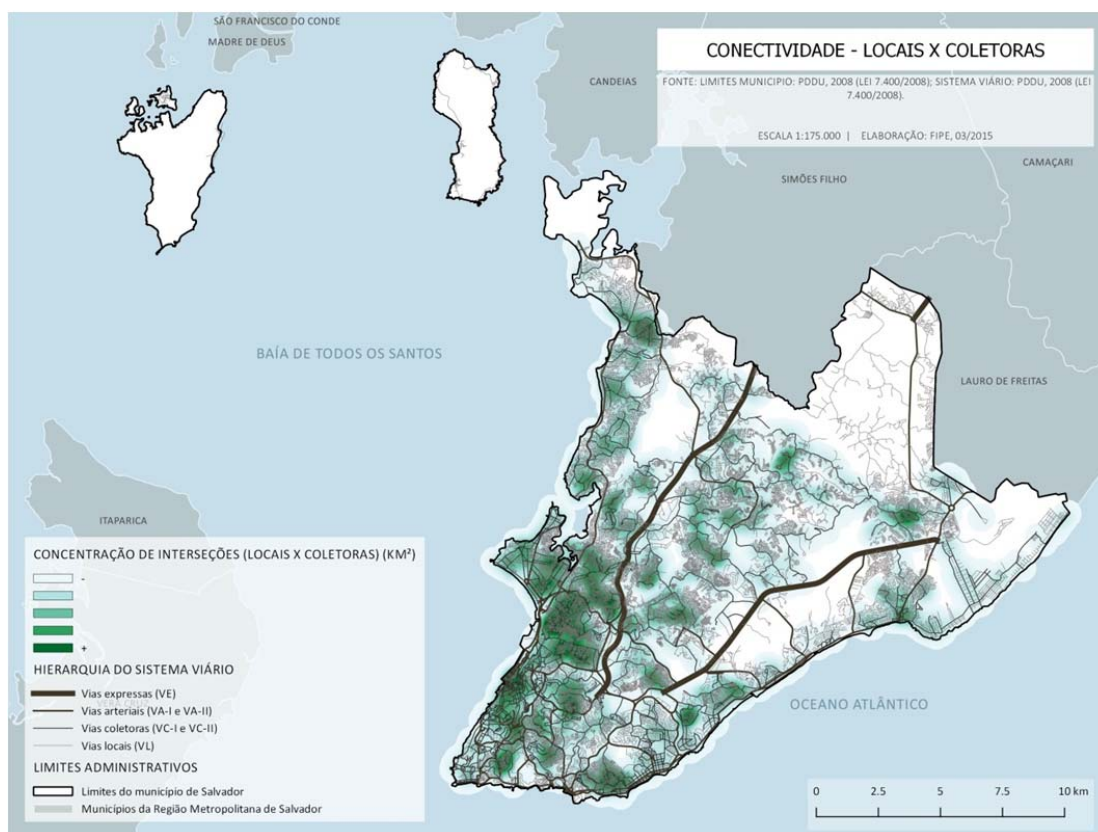 SÃO FRANCISCO DO CONDE
MADRE DE DEUS
CONECTIVIDADE - LOCAIS X COLETORAS
CANDEIAS
FONTE: LIMITES MUNICIPIO: PDDU, 2008 (LEI 7.400/2008); SISTEMA VIÁRIO: PDDU, 2008 (LEI
7.400/2008).
ESCALA 1:175.000 | ELABORAÇÃO: FIPE, 03/2015
CAMAÇARI
SIMÕES FILHO
BAÍA DE TODOS OS SANTOS
LAURO DE FREITAS
ITAPARICA
CONCENTRAÇÃO DE INTERSEÇÕES (LOCAIS X COLETORAS) (KM²)
-
+
HIERARQUIA DO SISTEMA VIÁRIO
Vias expressas (VE)
VERA CRUZ
Vias arteriais (VA-I e VA-II)
Vias coletoras (VC-I e VC-II)
Vias locais (VL)
LIMITES ADMINISTRATIVOS
Limites do município de Salvador
Municípios da Região Metropolitana de Salvador
OCEANO ATLÂNTICO
0 2.5 5 7.5 10 km